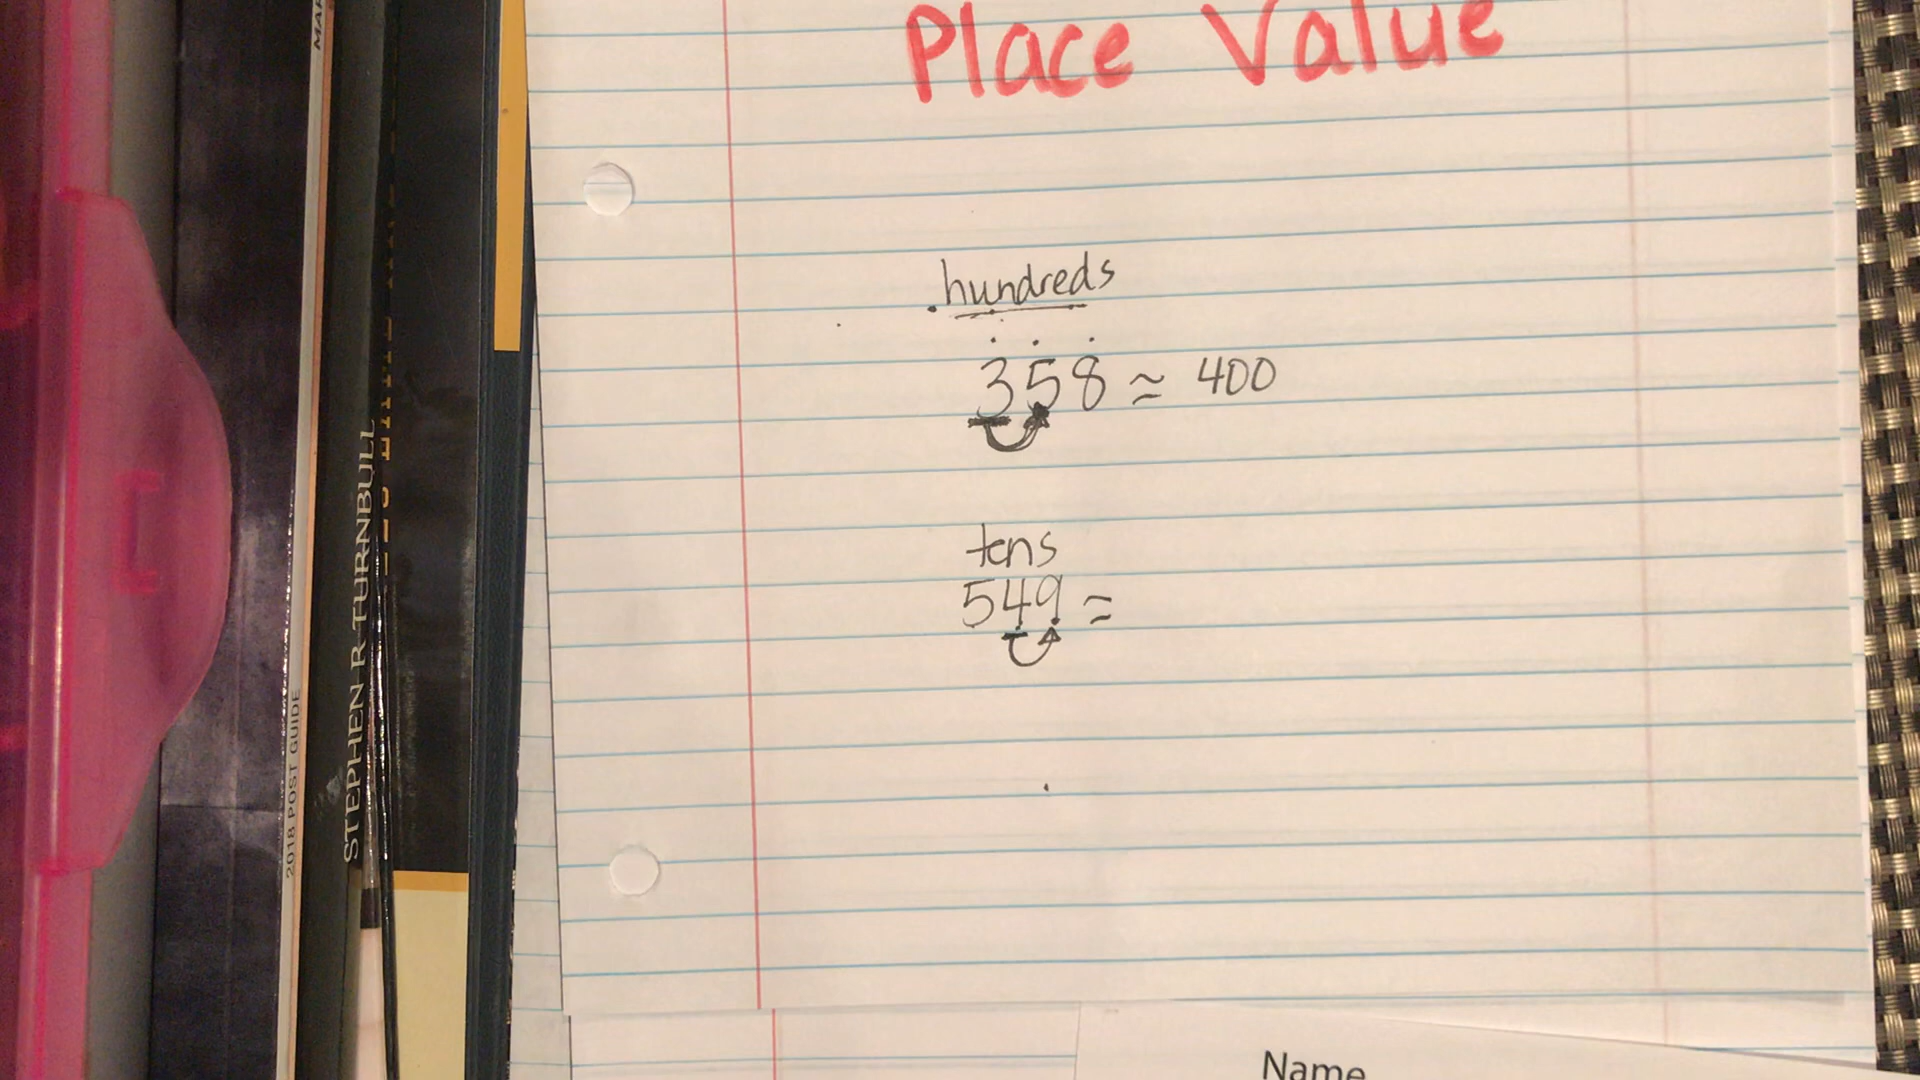 Place Value
hundreds
358 ≈ 400
tens
549 ≈
Name
STEPHEN R. TURNBULL
2018 POST GUIDE